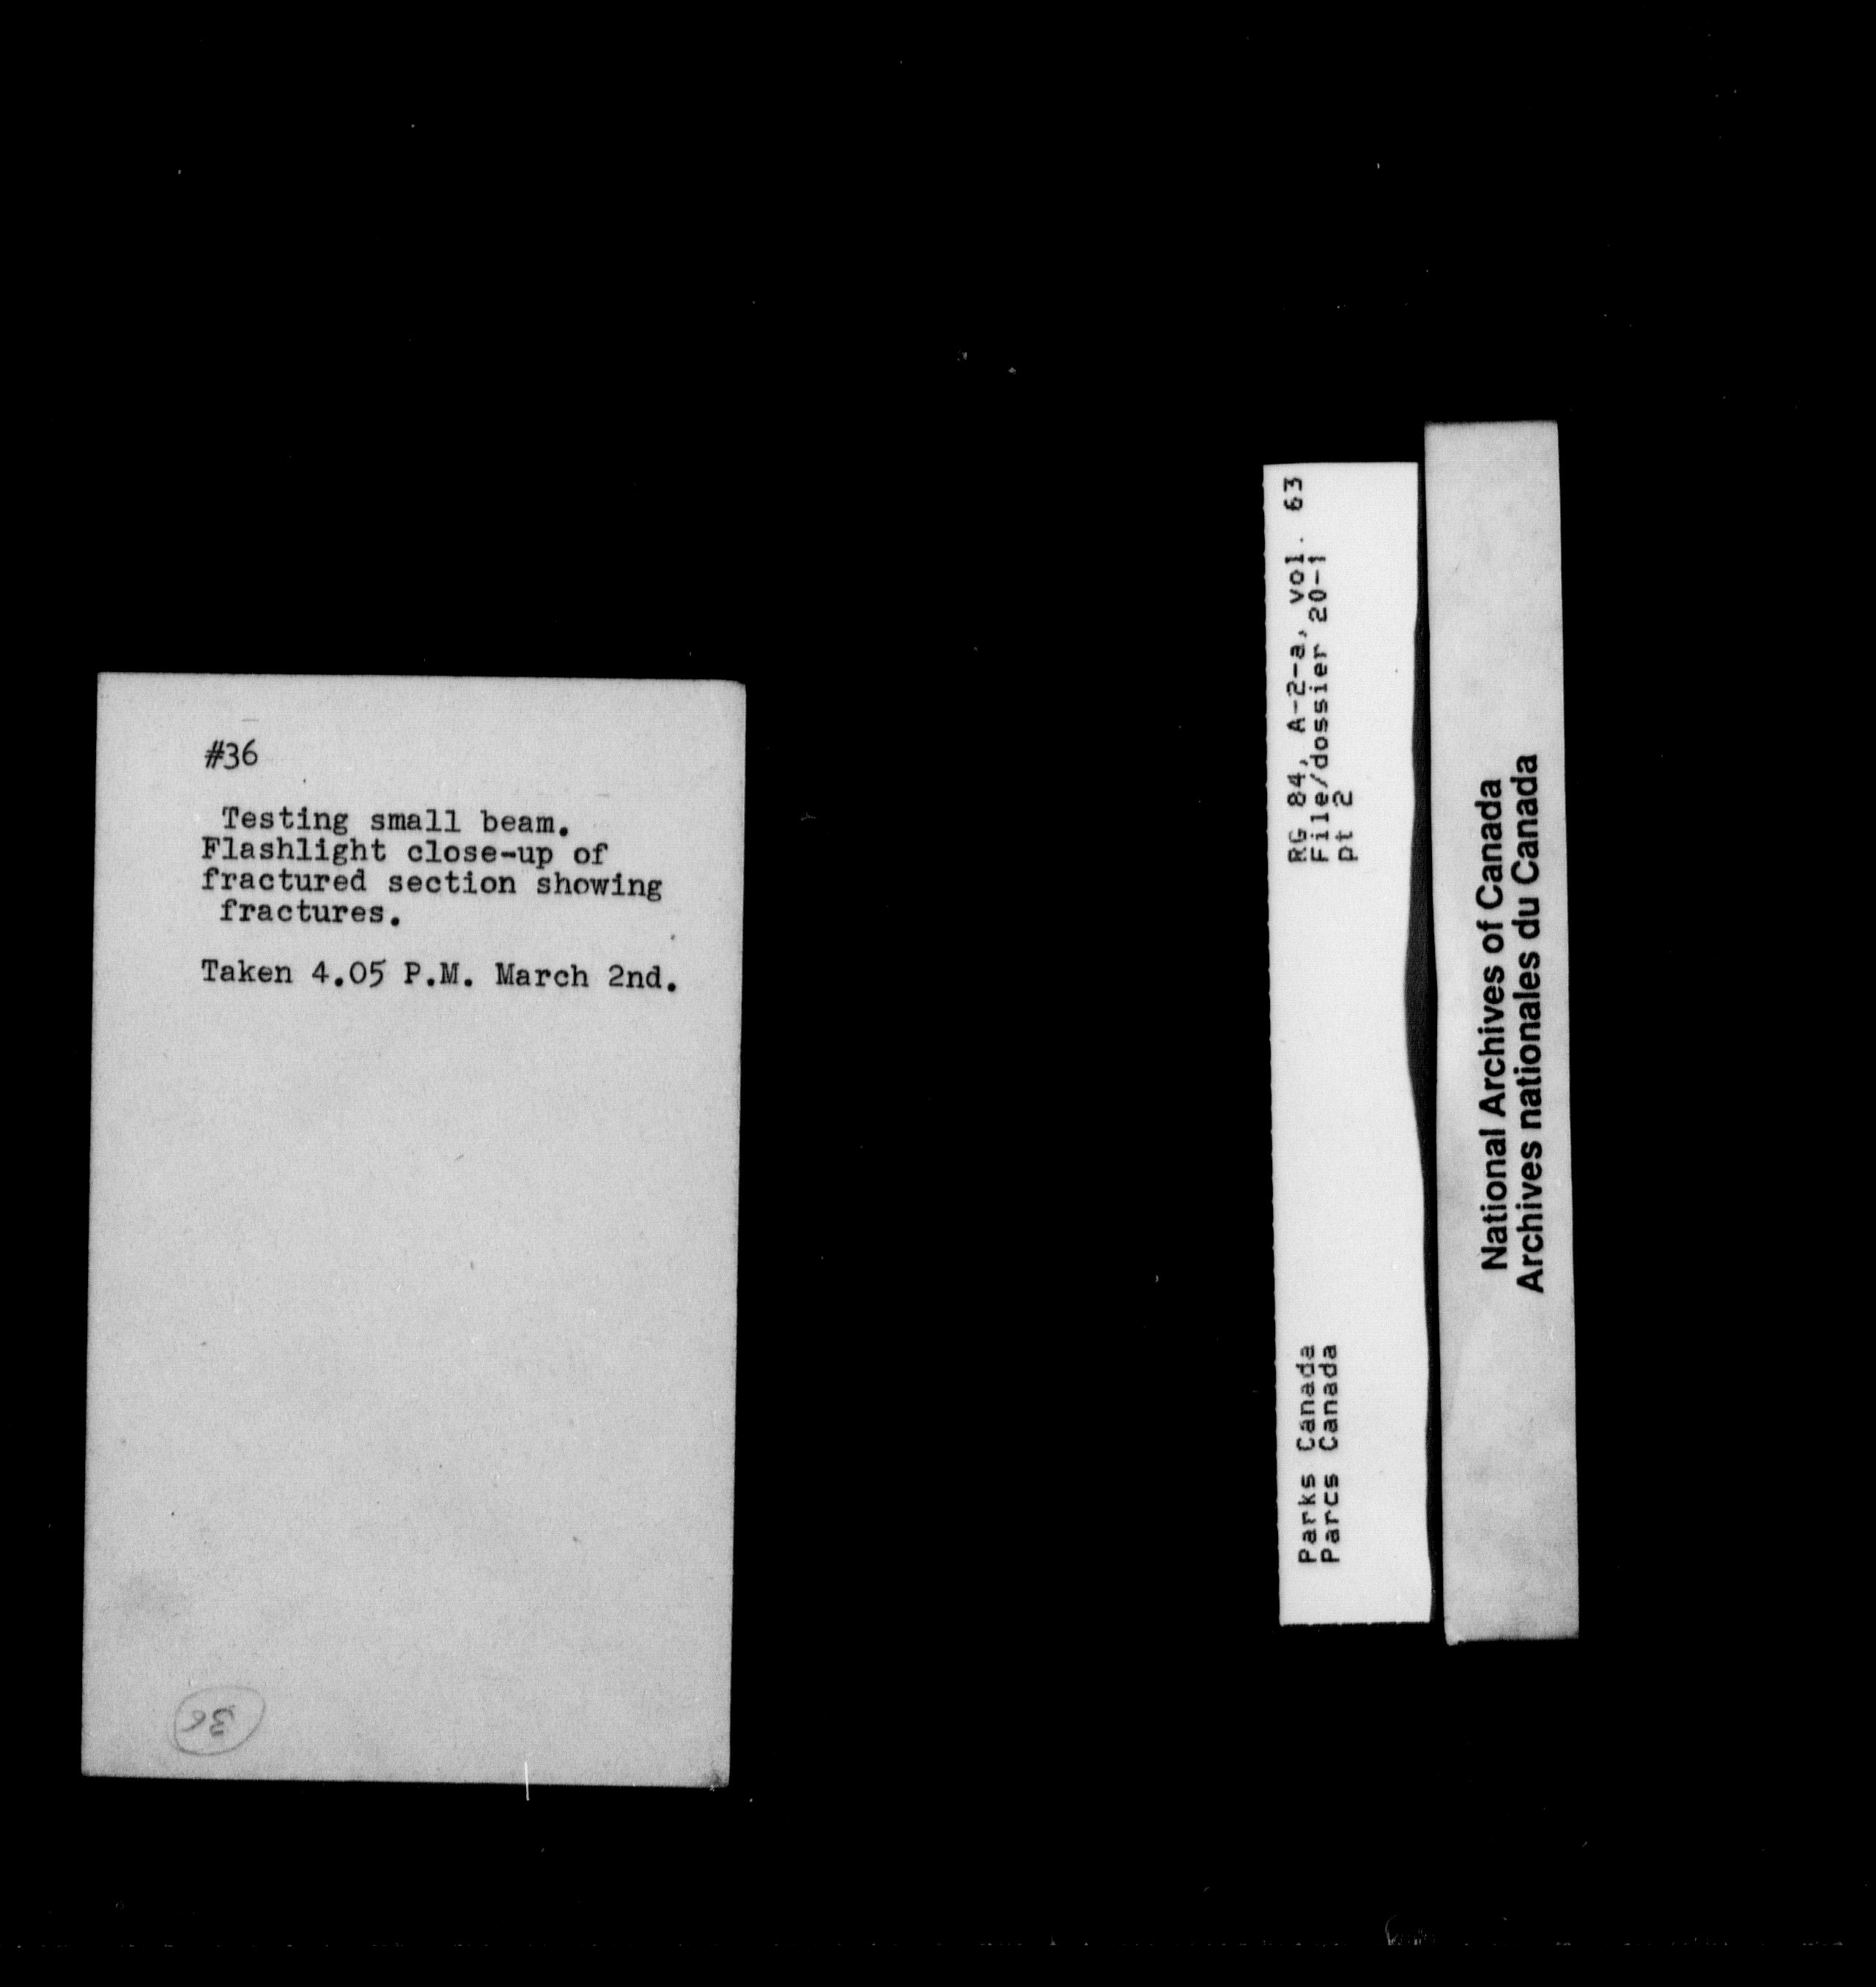 #36
Testing small beam.
Flashlight close-up of
fractured section showing
fractures.
Taken 4.05 P.M. March 2nd.
36
RG 84, A-2-a, vol. 63
File/dossier 20-1
pt 2
Parks Canada
Parcs Canada
National Archives of Canada
Archives nationales du Canada